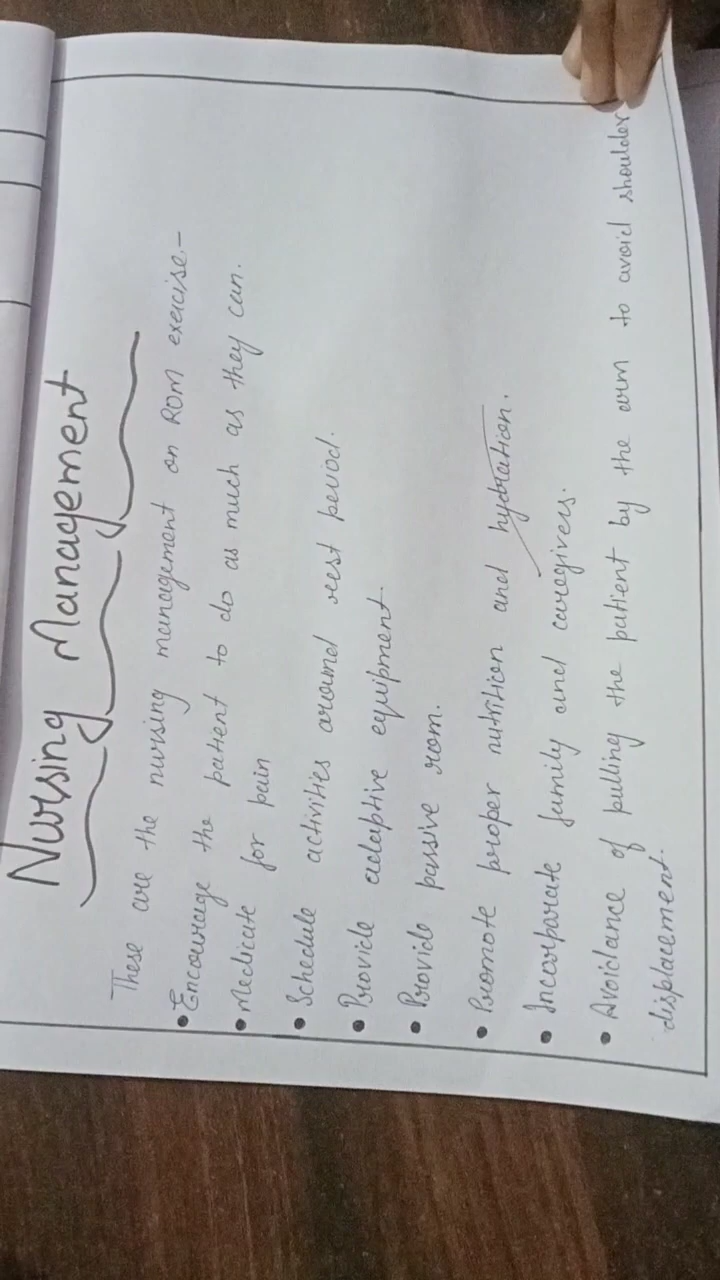 Nursing Management
These are the nursing management on ROM exercise:-
• Encourage the patient to do as much as they can.
• Medicate for pain
• Schedule activities around rest period.
• Provide adaptive equipment.
• Provide passive rom.
• Promote proper nutrition and hydration.
• Incorparate family and caregivers.
• Avoidance of pulling the patient by the arm to avoid shoulder
displacement.